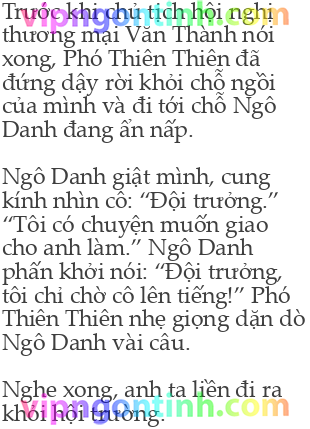 Trước khi chủ tịch hội nghị
thương mại Vân Thành nói
xong, Phó Thiên Thiên đã
đứng dậy rời khỏi chỗ ngồi
của mình và đi tới chỗ Ngô
Danh đang ẩn nấp.
Ngô Danh giật mình, cung
kính nhìn cô: “Đội trưởng.”
“Tôi có chuyện muốn giao
cho anh làm.” Ngô Danh
phấn khởi nói: “Đội trưởng,
tôi chỉ chờ cô lên tiếng!” Phó
Thiên Thiên nhẹ giọng dặn dò
Ngô Danh vài câu.
Nghe xong, anh ta liền đi ra
khỏi hội trường.
vipngontinh.com
vipngontinh.com